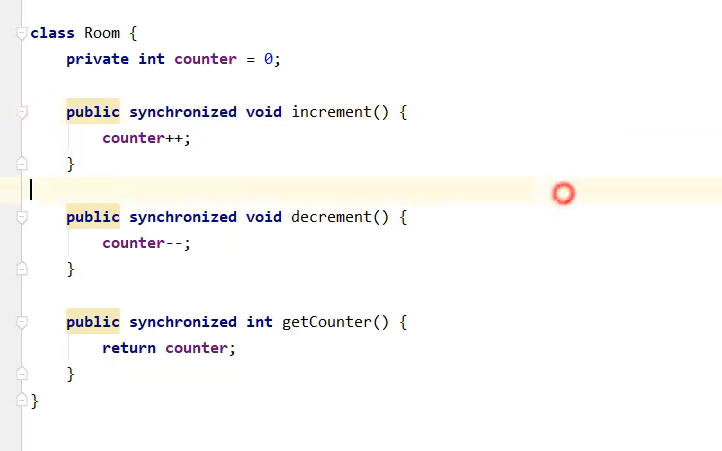 class Room {
    private int counter = 0;
    public synchronized void increment() {
        counter++;
    }
    public synchronized void decrement() {
        counter--;
    }
    public synchronized int getCounter() {
        return counter;
    }
}